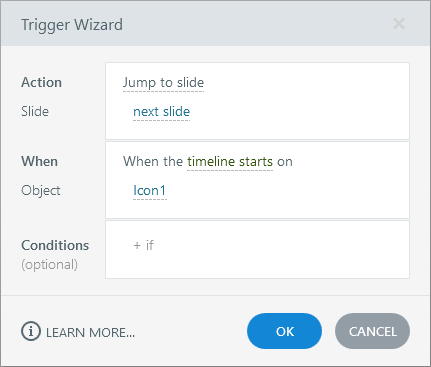 Trigger Wizard ×
Action Jump to slide
Slide next slide
When When the timeline starts on
Object Icon1
Conditions + if
(optional)
LEARN MORE... OK CANCEL